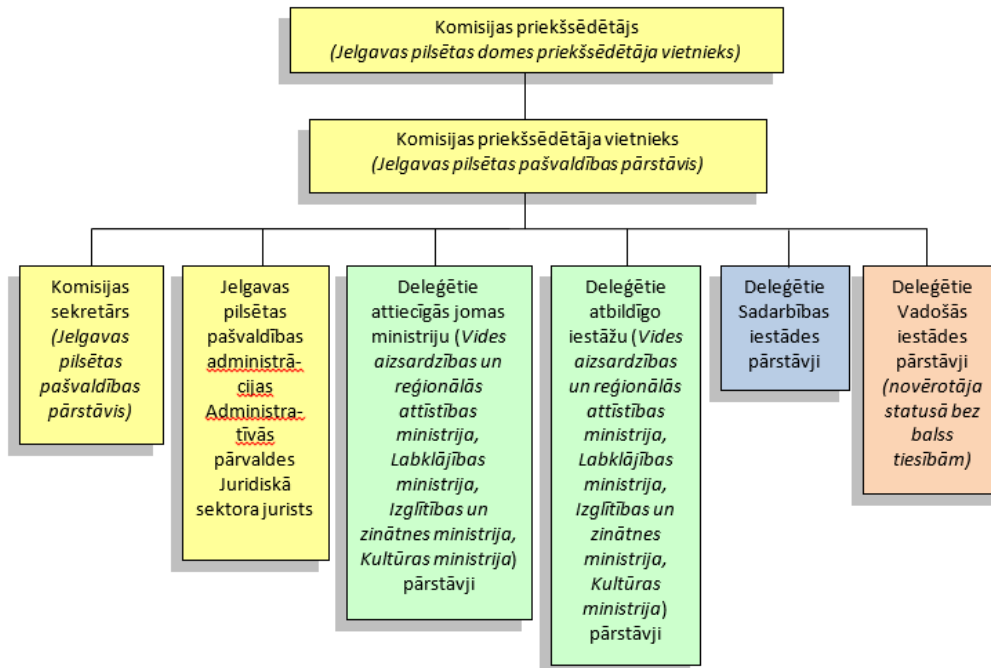 Komisijas priekšsēdētājs
(Jelgavas pilsētas domes priekšsēdētāja vietnieks)
Komisijas priekšsēdētāja vietnieks
(Jelgavas pilsētas pašvaldības pārstāvis)
Komisijas
sekretārs
(Jelgavas
pilsētas
pašvaldības
pārstāvis)
Jelgavas
pilsētas
pašvaldības
administrā-
cijas
Administra-
tīvās
pārvaldes
Juridiskā
sektora jurists
Deleģētie
attiecīgās jomas
ministriju (Vides
aizsardzības un
reģionālās
attīstības
ministrija,
Labklājības
ministrija,
Izglītības un
zinātnes ministrija,
Kultūras ministrija)
pārstāvji
Deleģētie
atbildīgo
iestāžu (Vides
aizsardzības
un reģionālās
attīstības
ministrija,
Labklājības
ministrija,
Izglītības un
zinātnes
ministrija,
Kultūras
ministrija)
pārstāvji
Deleģētie
Sadarbības
iestādes
pārstāvji
Deleģētie
Vadošās
iestādes
pārstāvji
(novērotāja
statusā bez
balss
tiesībām)